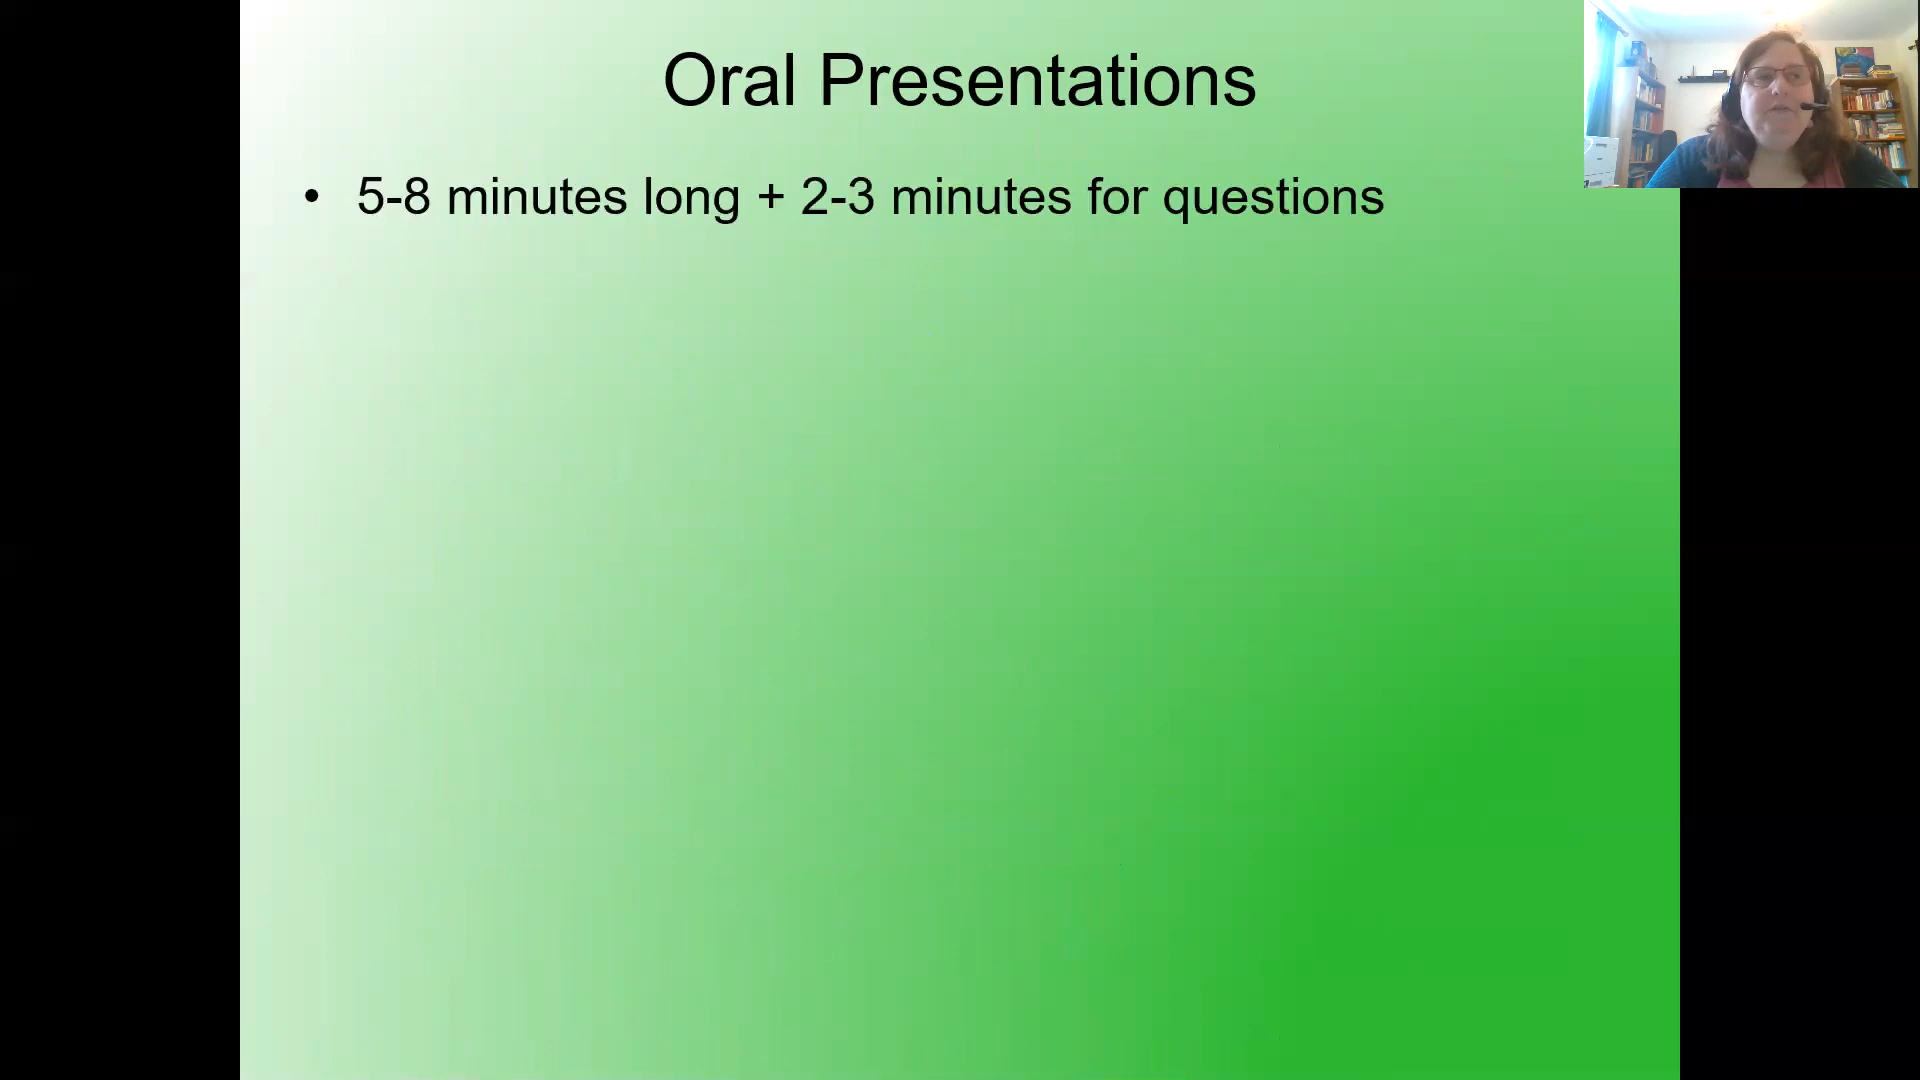 Oral Presentations
• 5-8 minutes long + 2-3 minutes for questions